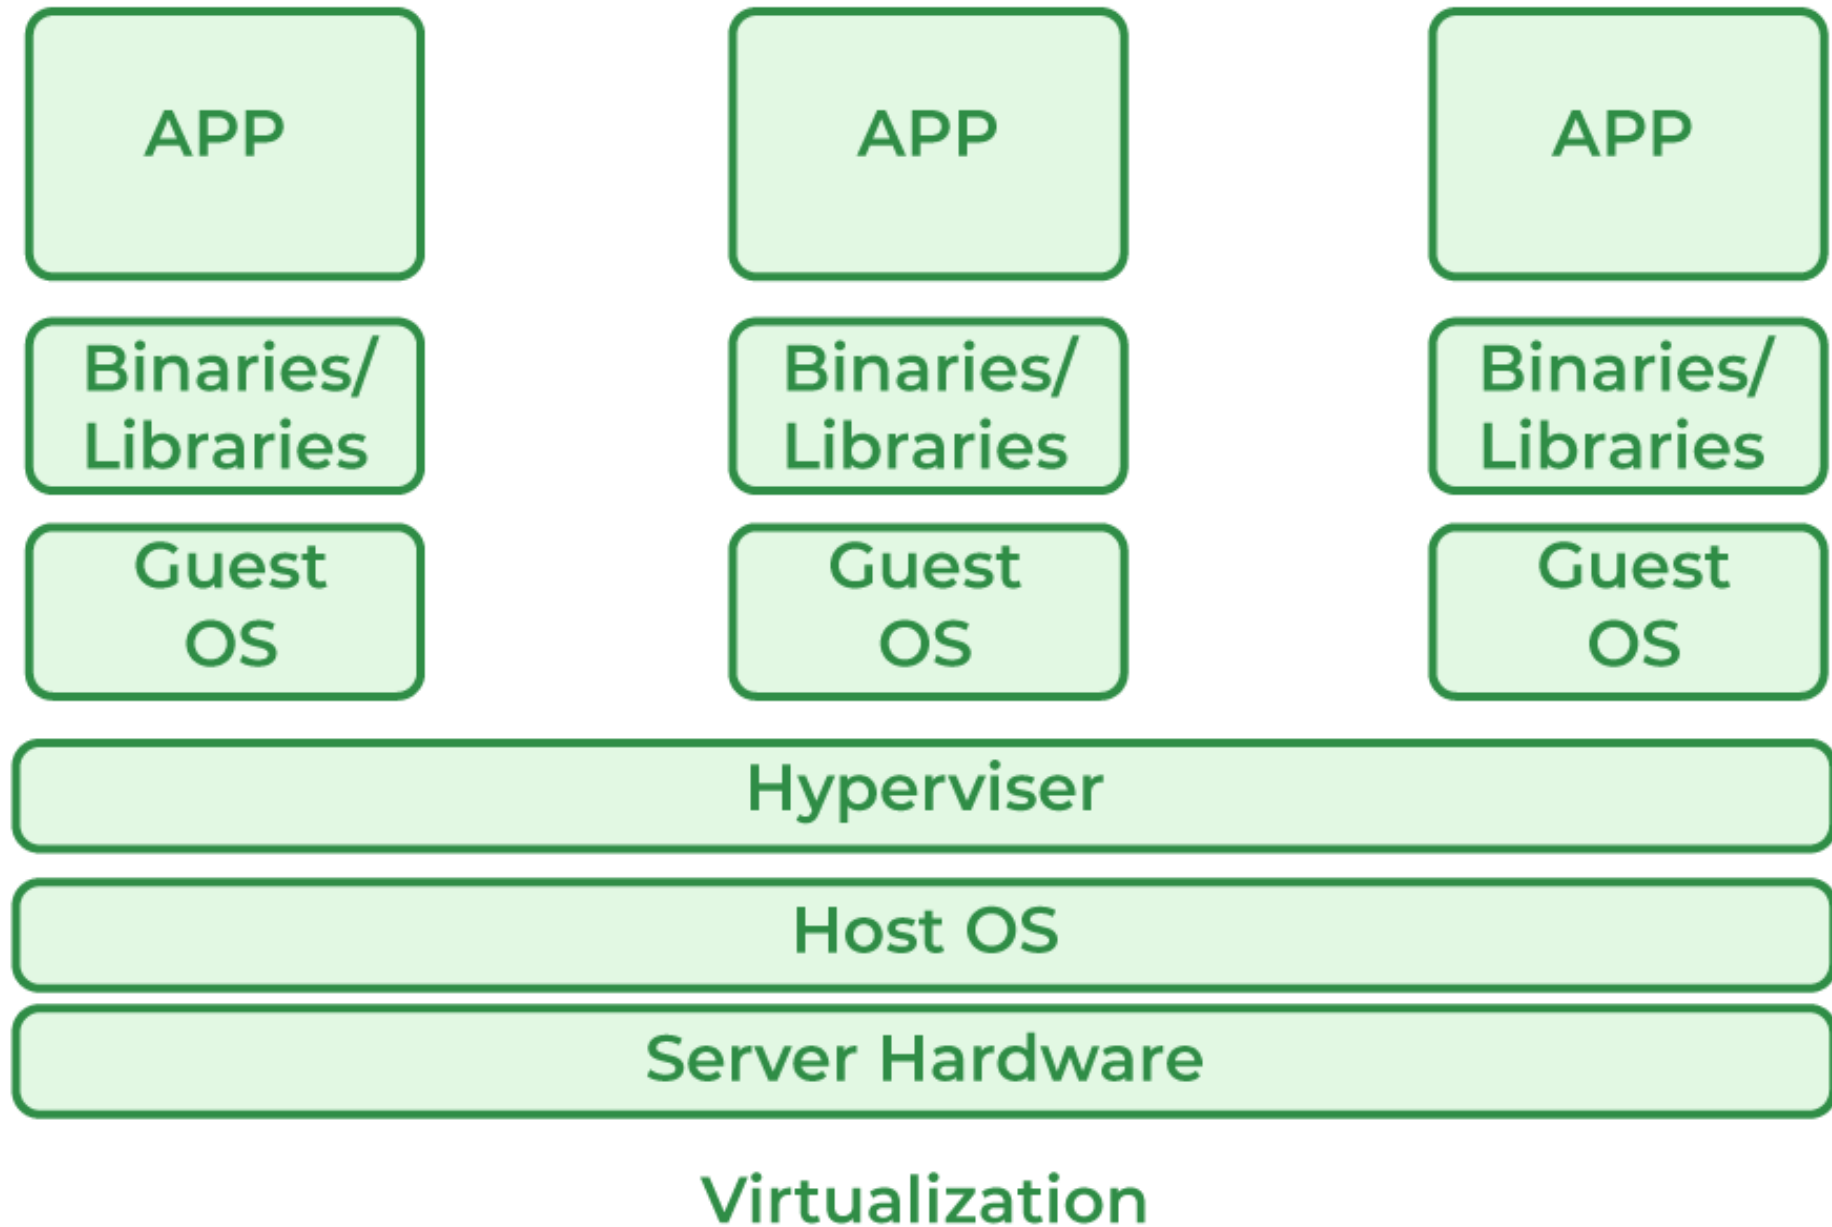 APP
APP
APP
Binaries/
Libraries
Binaries/
Libraries
Binaries/
Libraries
Guest
OS
Guest
OS
Guest
OS
Hyperviser
Host OS
Server Hardware
Virtualization